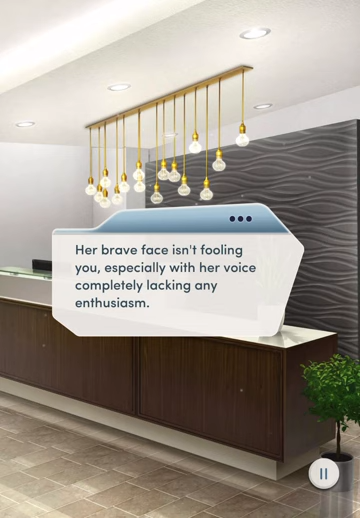 Her brave face isn't fooling
you, especially with her voice
completely lacking any
enthusiasm.